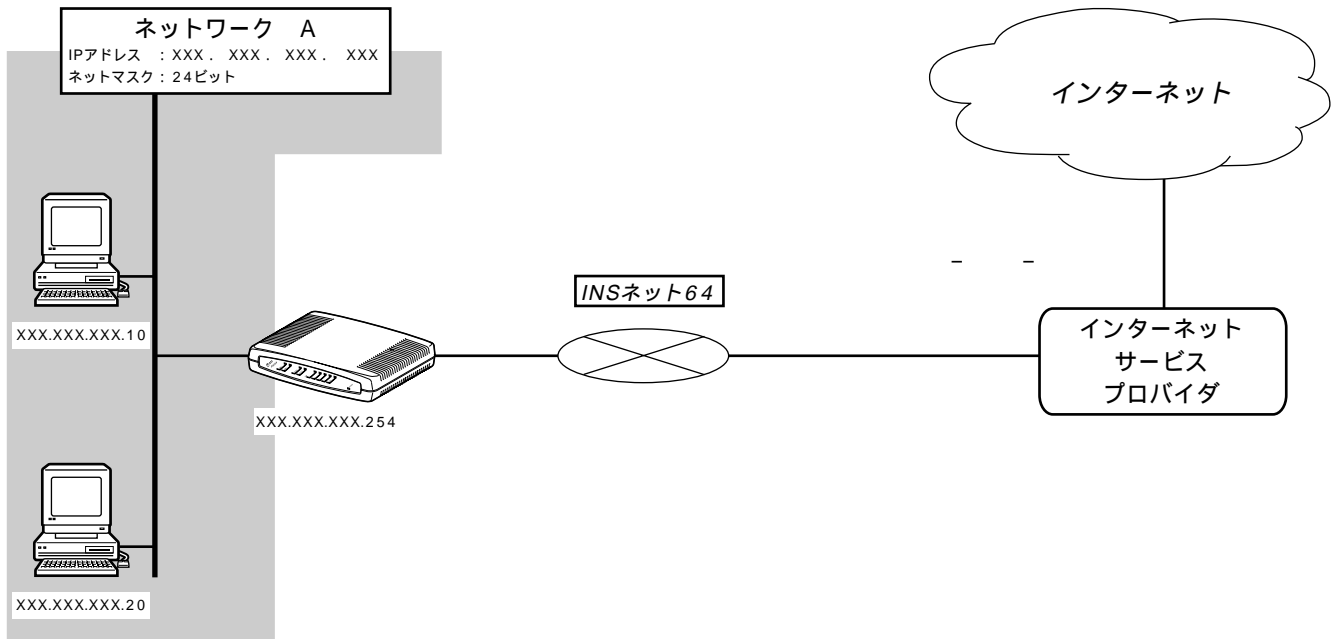 ネットワーク　A
IPアドレス　: XXX . XXX . XXX . XXX
ネットマスク : 24ビット
インターネット
INSネット64
–　–
XXX.XXX.XXX.10
インターネット
サービス
プロバイダ
XXX.XXX.XXX.254
XXX.XXX.XXX.20